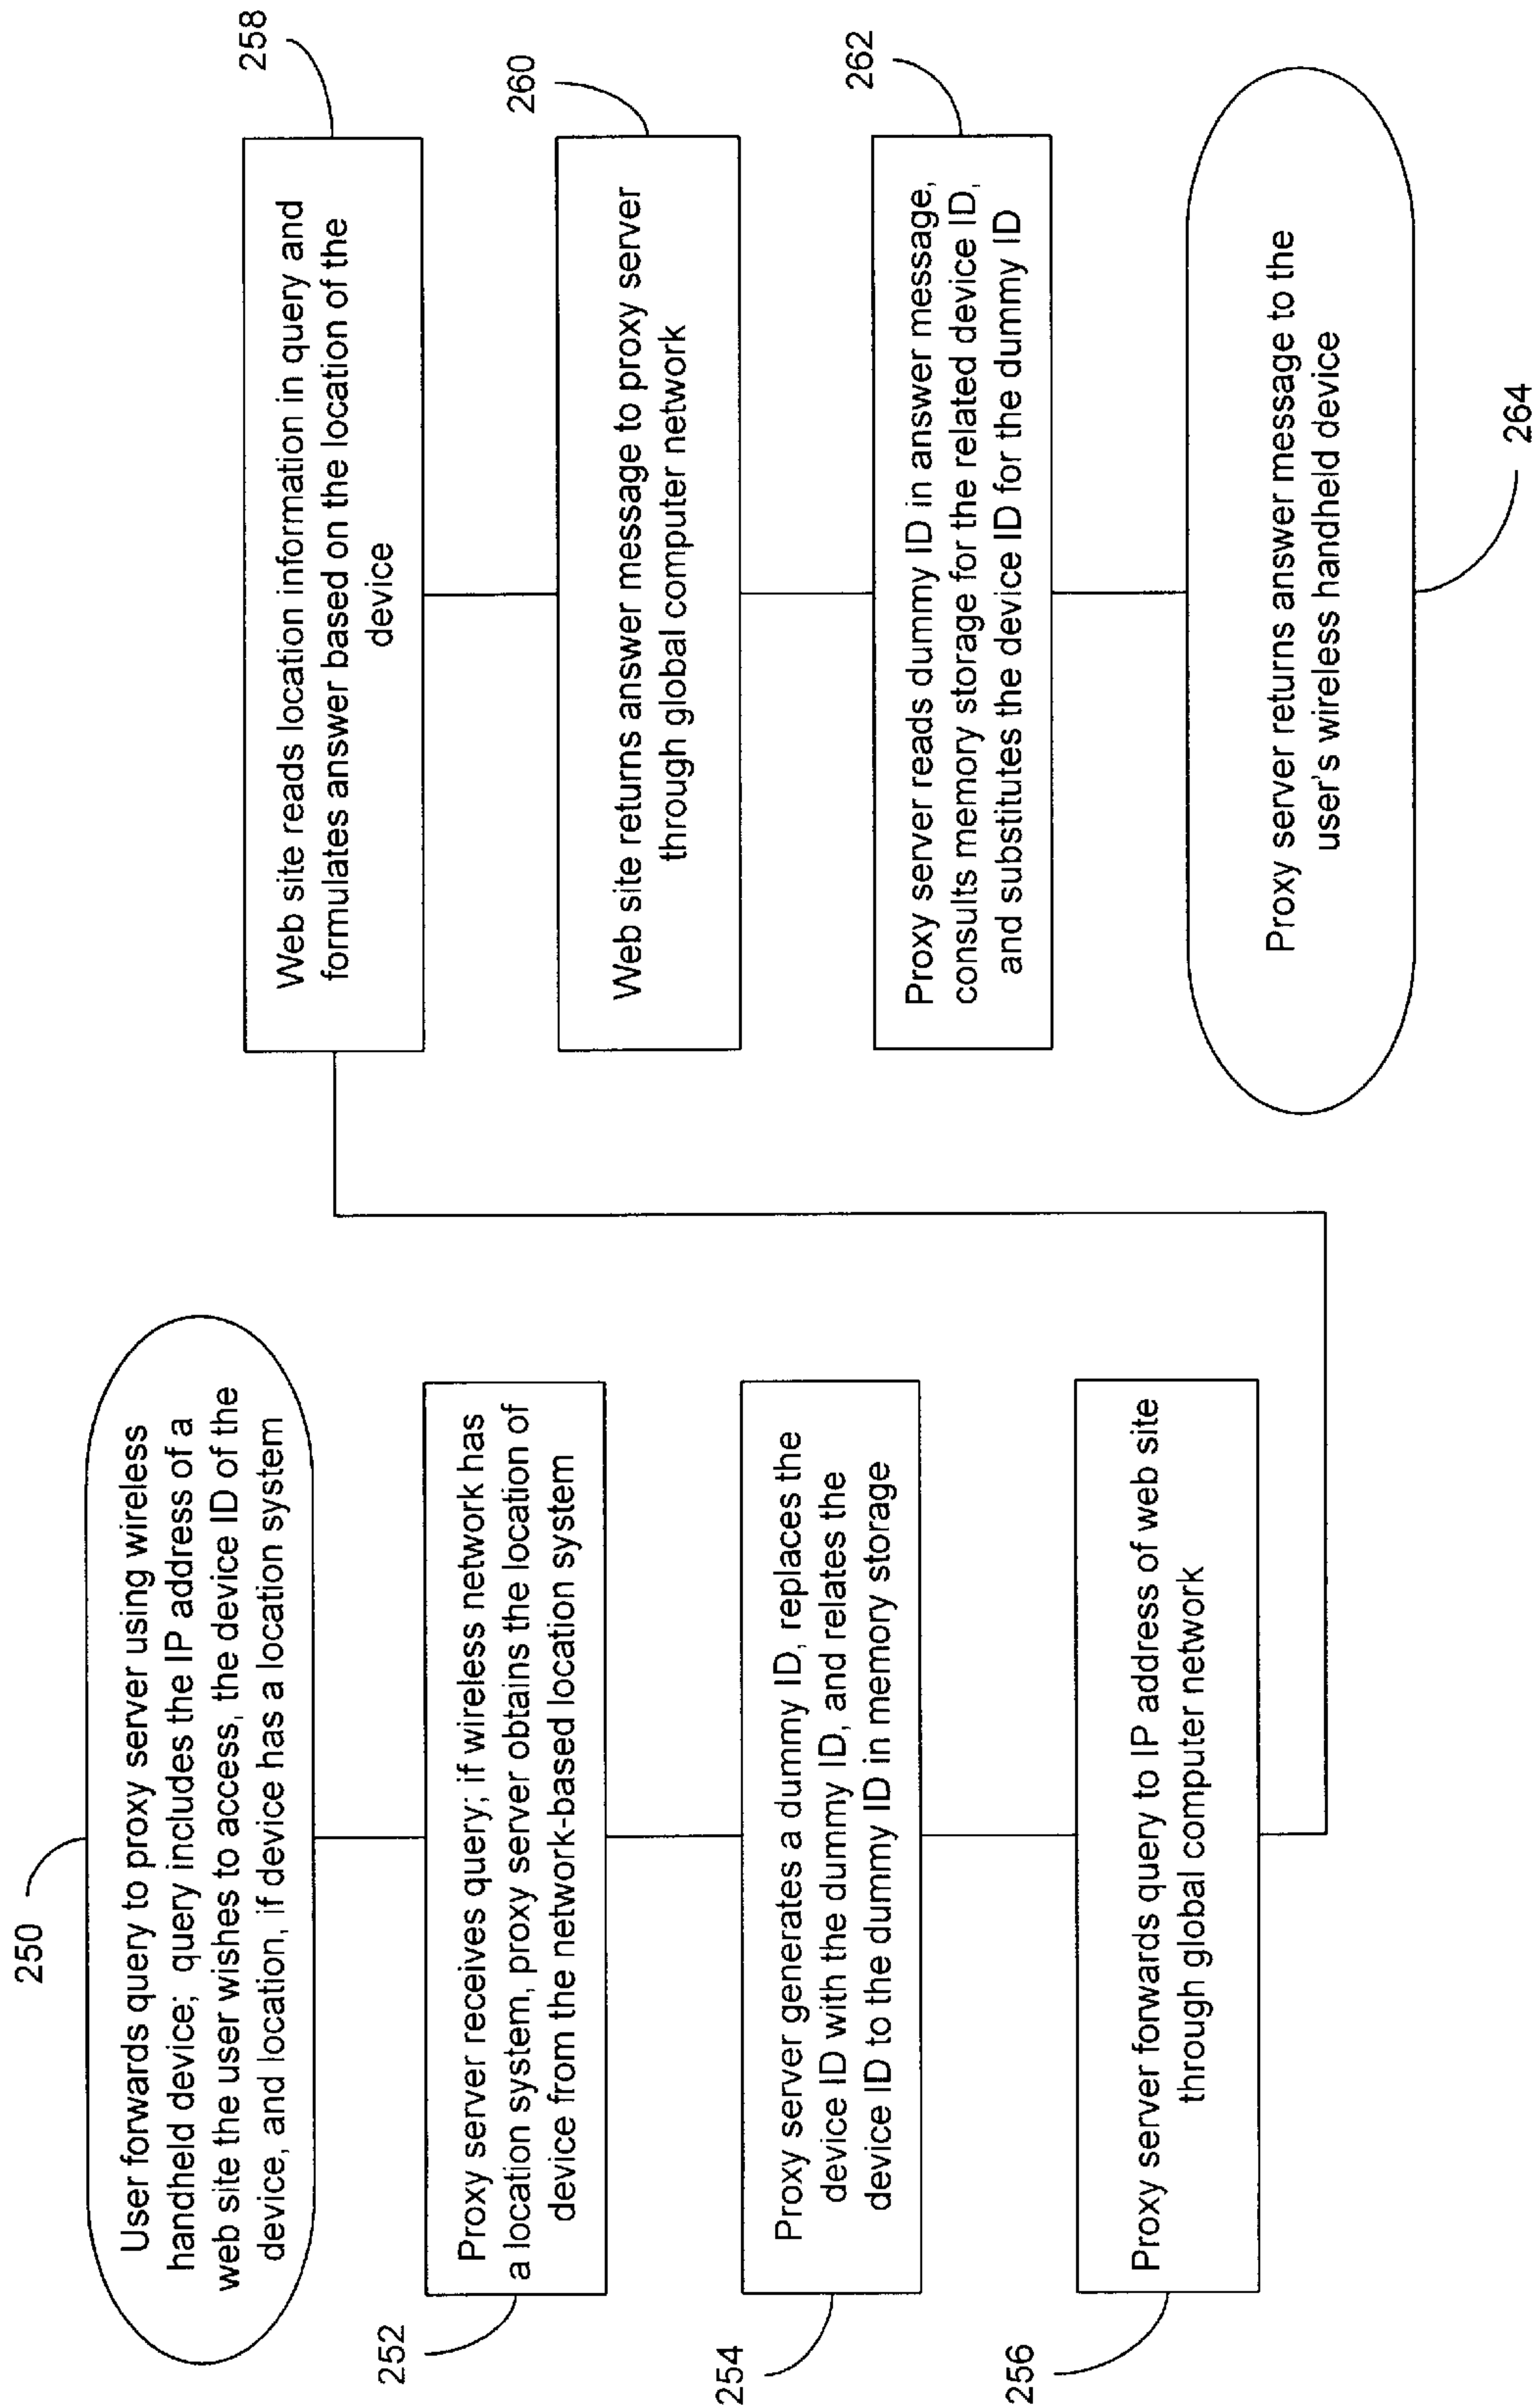 250
User forwards query to proxy server using wireless
handheld device; query includes the IP address of a
web site the user wishes to access, the device ID of the
device, and location, if device has a location system
252
Proxy server receives query; if wireless network has
a location system, proxy server obtains the location of
device from the network-based location system
254
Proxy server generates a dummy ID, replaces the
device ID with the dummy ID, and relates the
device ID to the dummy ID in memory storage
256
Proxy server forwards query to IP address of web site
through global computer network
258
Web site reads location information in query and
formulates answer based on the location of the
device
260
Web site returns answer message to proxy server
through global computer network
262
Proxy server reads dummy ID in answer message,
consults memory storage for the related device ID,
and substitutes the device ID for the dummy ID
Proxy server returns answer message to the
user's wireless handheld device
264